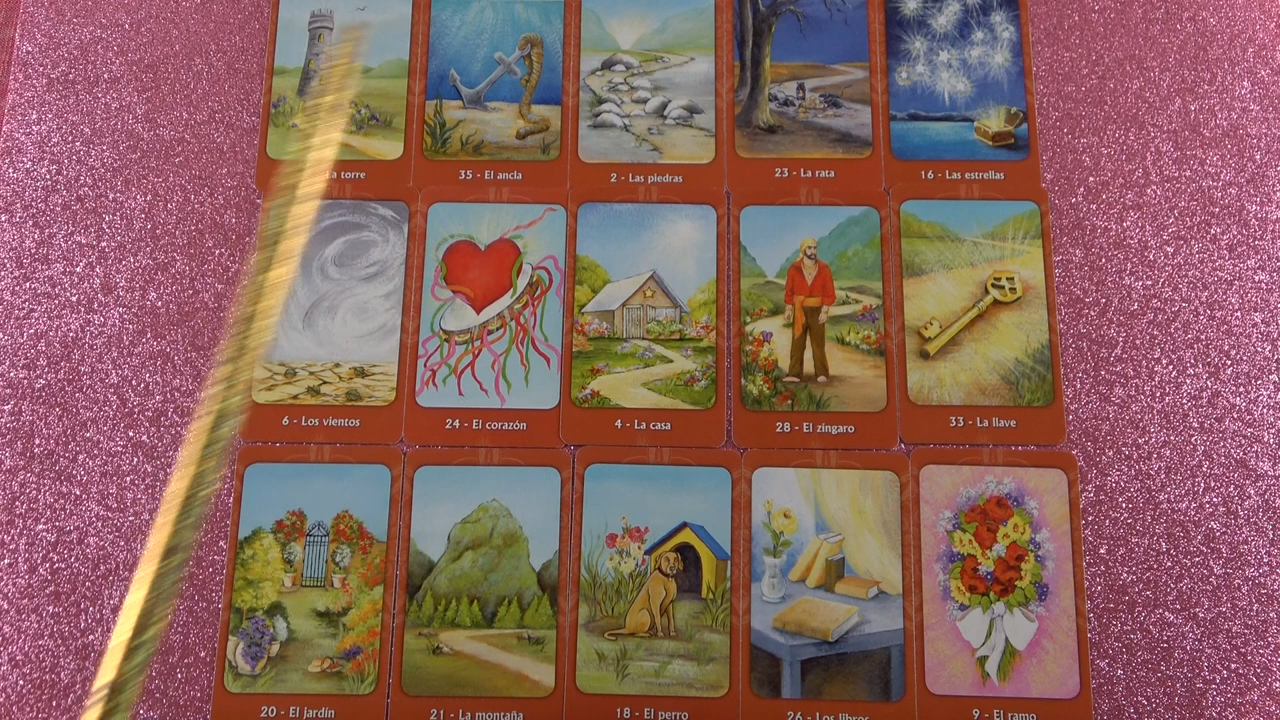 La torre
35 - El ancla
2 - Las piedras
23 - La rata
16 - Las estrellas
6 - Los vientos
24 - El corazón
4 - La casa
28 - El zíngaro
33 - La llave
20 - El jardín
21 - La montaña
18 - El perro
26 - Los libros
9 - El ramo